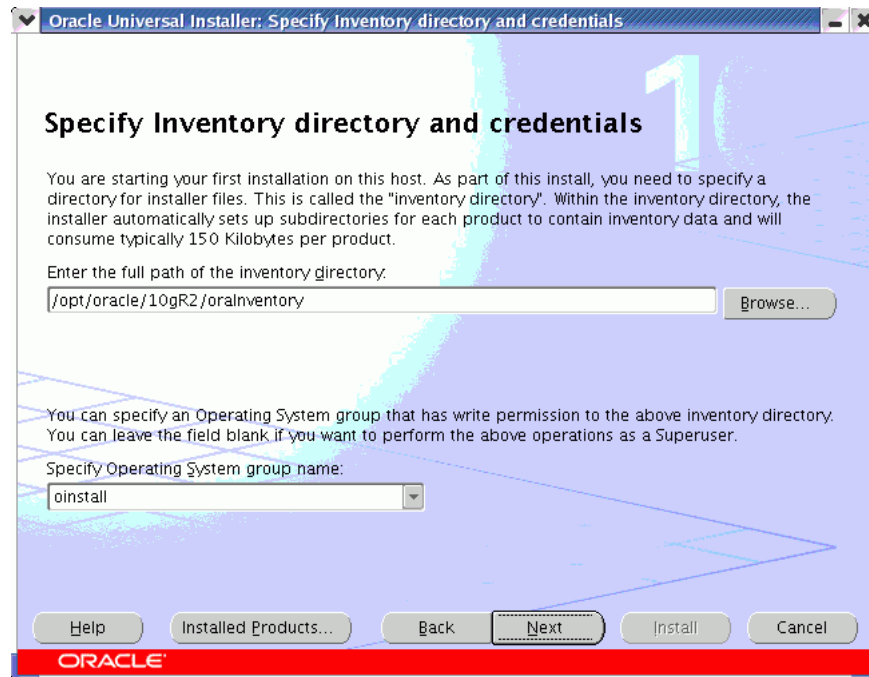 Oracle Universal Installer: Specify Inventory directory and credentials
10
Specify Inventory directory and credentials
You are starting your first installation on this host. As part of this install, you need to specify a
directory for installer files. This is called the "inventory directory". Within the inventory directory, the
installer automatically sets up subdirectories for each product to contain inventory data and will
consume typically 150 Kilobytes per product.
Enter the full path of the inventory directory:
/opt/oracle/10gR2/oraInventory
Browse...
You can specify an Operating System group that has write permission to the above inventory directory.
You can leave the field blank if you want to perform the above operations as a Superuser.
Specify Operating System group name:
oinstall
Help Installed Products... Back Next Install Cancel
ORACLE